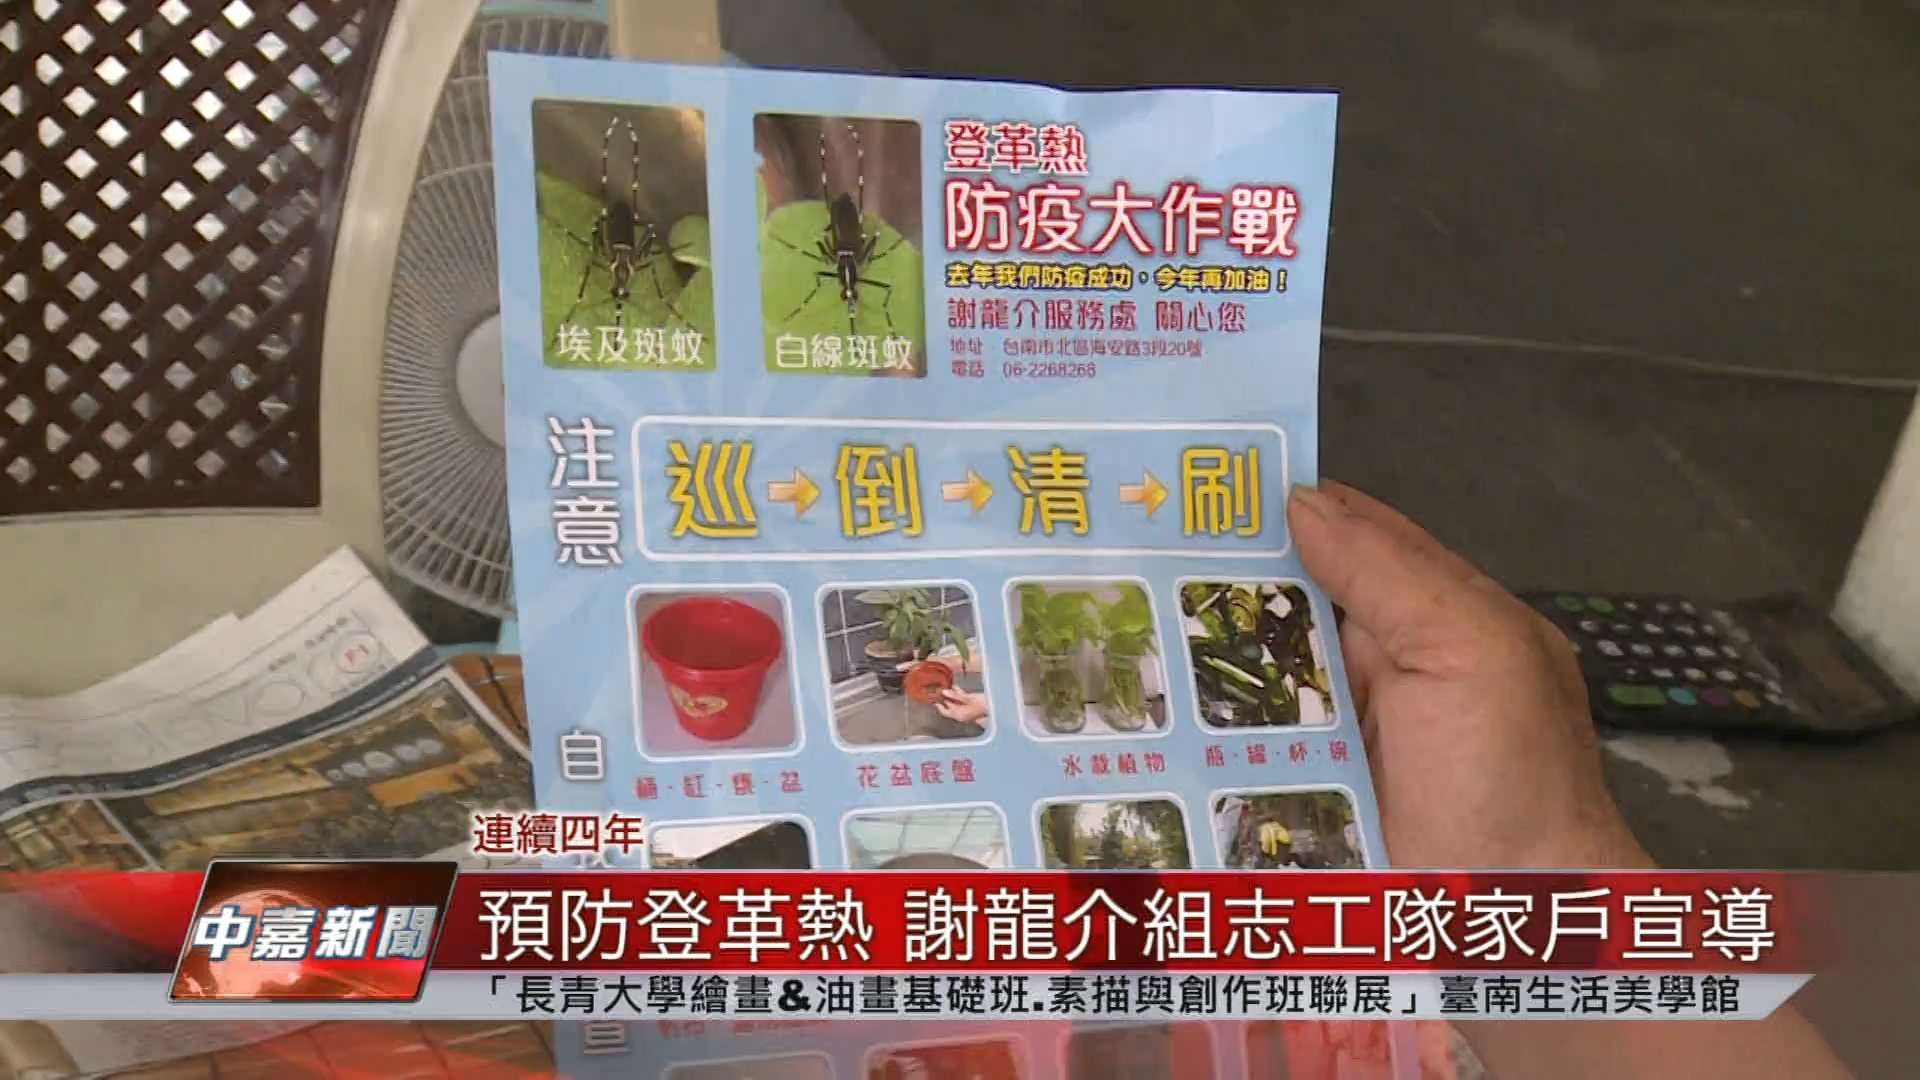 登革熱
防疫大作戰
去年我們防疫成功，今年再加油！
謝龍介服務處 關心您
地址：台南市北區海安路3段20號
電話：06-2268268
埃及斑蚊
白線斑蚊
注意
巡→倒→清→刷
桶、缸、甕、盆
花盆底盤
水栽植物
瓶、罐、杯、碗
自
連續四年
中嘉新聞
預防登革熱 謝龍介組志工隊家戶宣導
「長青大學繪畫&油畫基礎班.素描與創作班聯展」臺南生活美學館